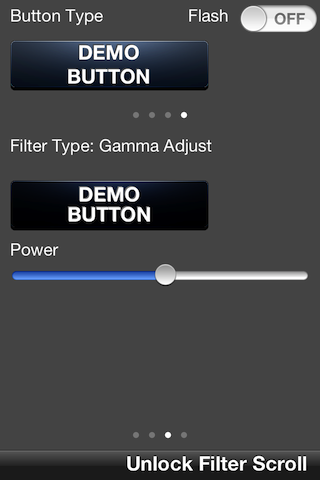 Button Type
Flash
OFF
DEMO
BUTTON
Filter Type: Gamma Adjust
DEMO
BUTTON
Power
Unlock Filter Scroll